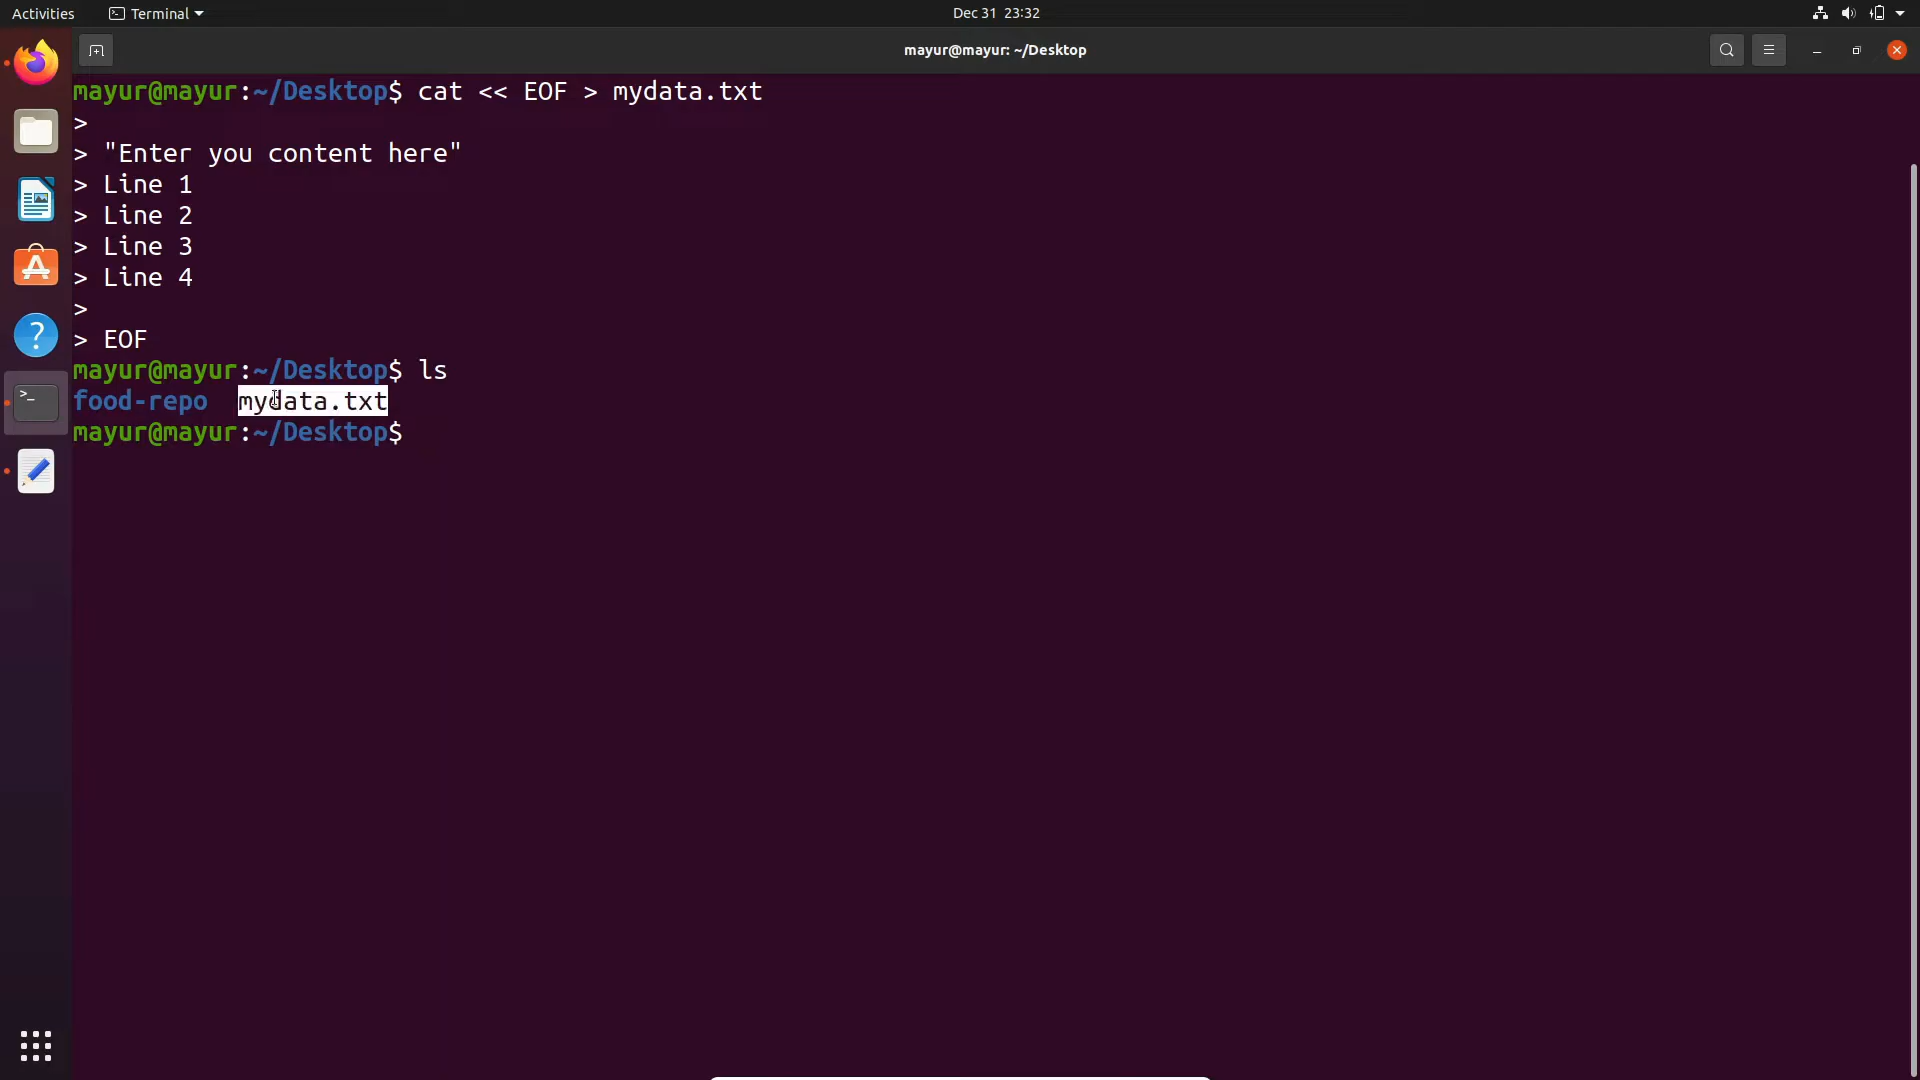 Activities Terminal Dec 31 23:32
mayur@mayur: ~/Desktop
mayur@mayur:~/Desktop$ cat << EOF > mydata.txt
>
> "Enter you content here"
> Line 1
> Line 2
> Line 3
> Line 4
>
> EOF
mayur@mayur:~/Desktop$ ls
food-repo mydata.txt
mayur@mayur:~/Desktop$